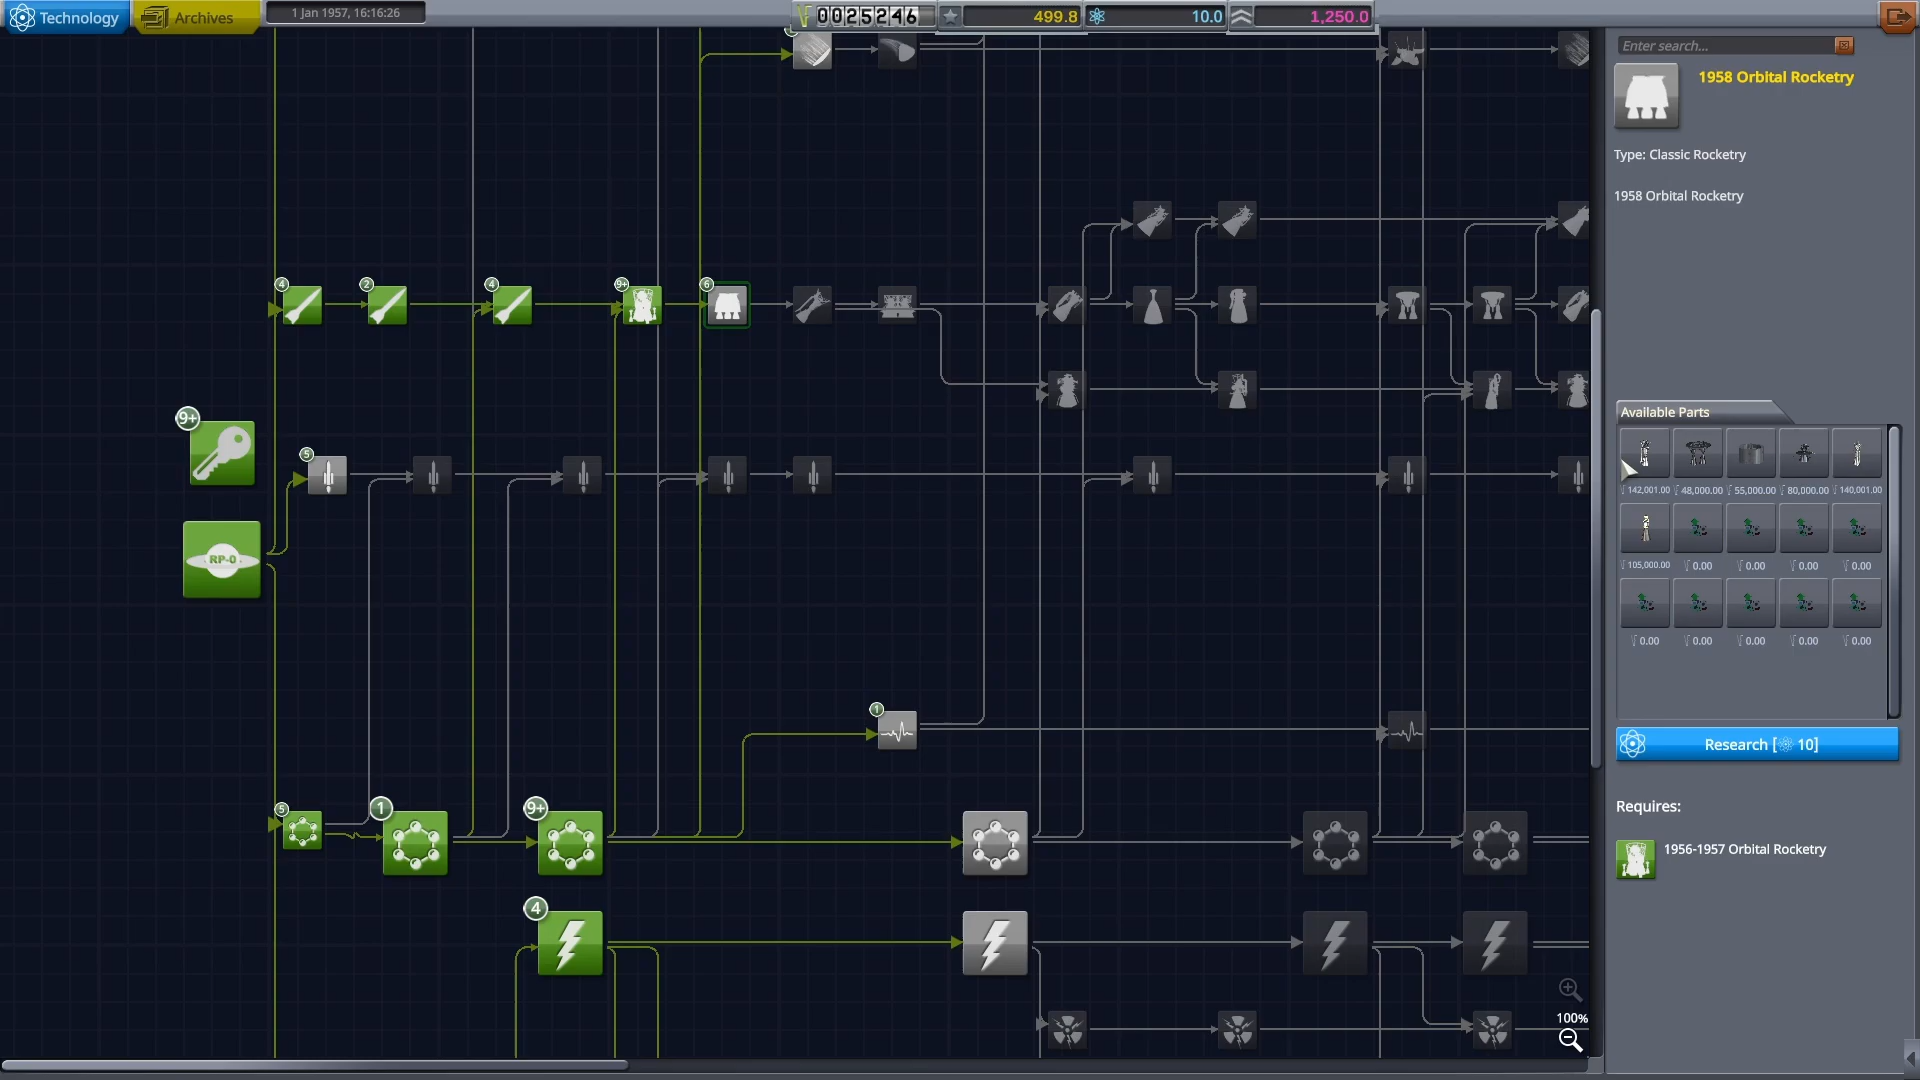 Technology
Archives
1 Jan 1957, 16:16:26
0025246
499.8
10.0
1,250.0
Enter search...
1958 Orbital Rocketry
Type: Classic Rocketry
1958 Orbital Rocketry
4
2
4
9+
6
9+
5
RP-0
Available Parts
142,001.00
48,000.00
55,000.00
80,000.00
140,001.00
105,000.00
0.00
0.00
0.00
0.00
0.00
0.00
0.00
0.00
0.00
1
Research [10]
5
1
9+
Requires:
1956-1957 Orbital Rocketry
4
100%